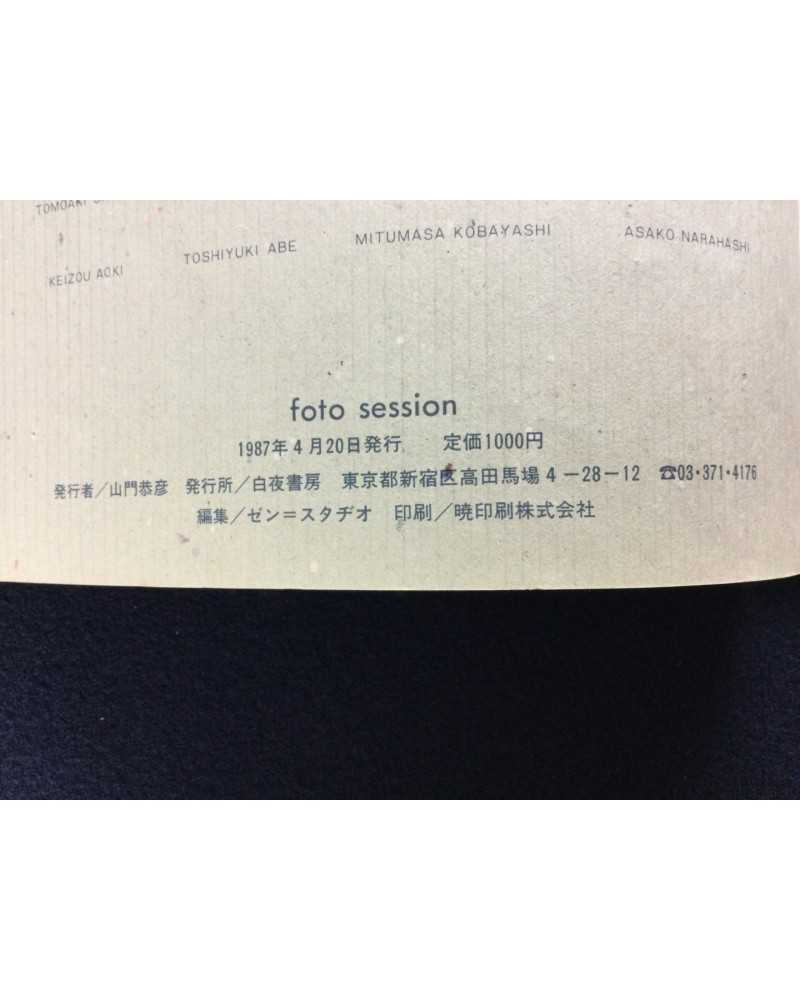 TOMOAKI
KEIZOU AOKI TOSHIYUKI ABE MITUMASA KOBAYASHI ASAKO NARAHASHI
foto session
1987年4月20日発行 定価1000円
発行者/山門恭彦 発行所/白夜書房 東京都新宿区高田馬場4-28-12 ☎03・371・4176
編集/ゼン=スタヂオ 印刷/暁印刷株式会社